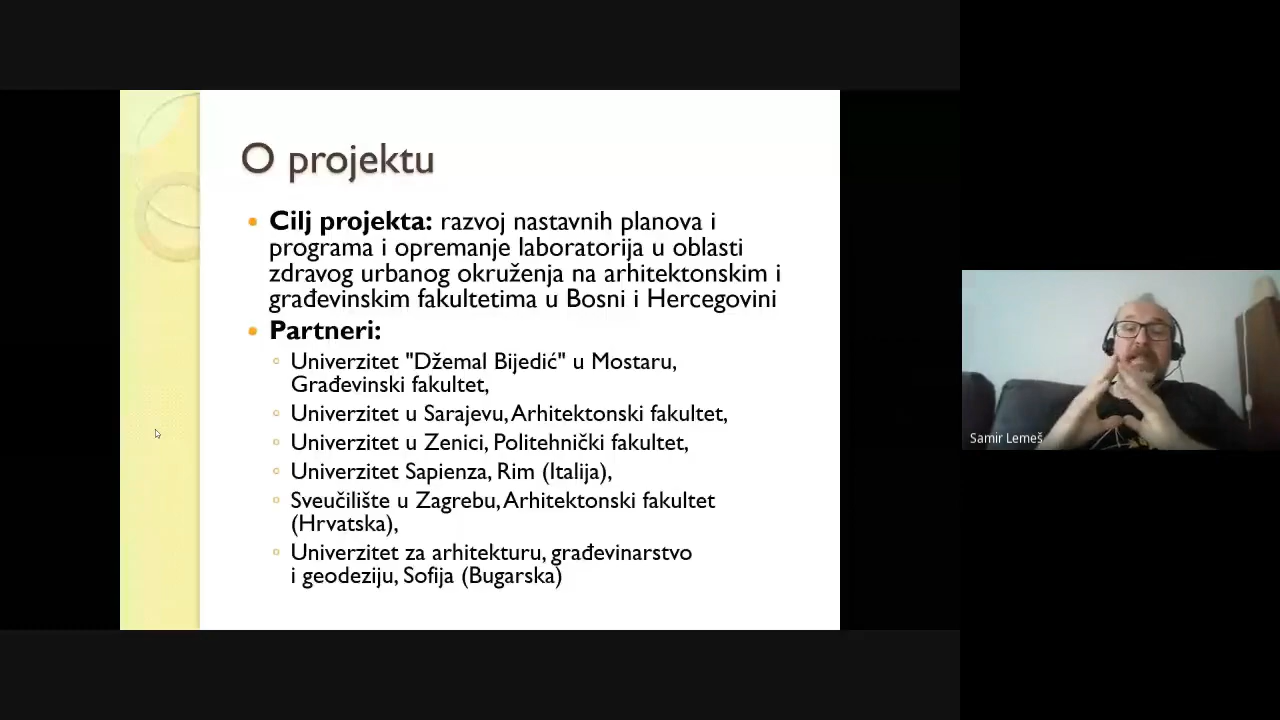 O projektu
Cilj projekta: razvoj nastavnih planova i
programa i opremanje laboratorija u oblasti
zdravog urbanog okruženja na arhitektonskim i
građevinskim fakultetima u Bosni i Hercegovini
Partneri:
Univerzitet "Džemal Bijedić" u Mostaru,
Građevinski fakultet,
Univerzitet u Sarajevu, Arhitektonski fakultet,
Univerzitet u Zenici, Politehnički fakultet,
Univerzitet Sapienza, Rim (Italija),
Sveučilište u Zagrebu, Arhitektonski fakultet
(Hrvatska),
Univerzitet za arhitekturu, građevinarstvo
i geodeziju, Sofija (Bugarska)
Samir Lemeš